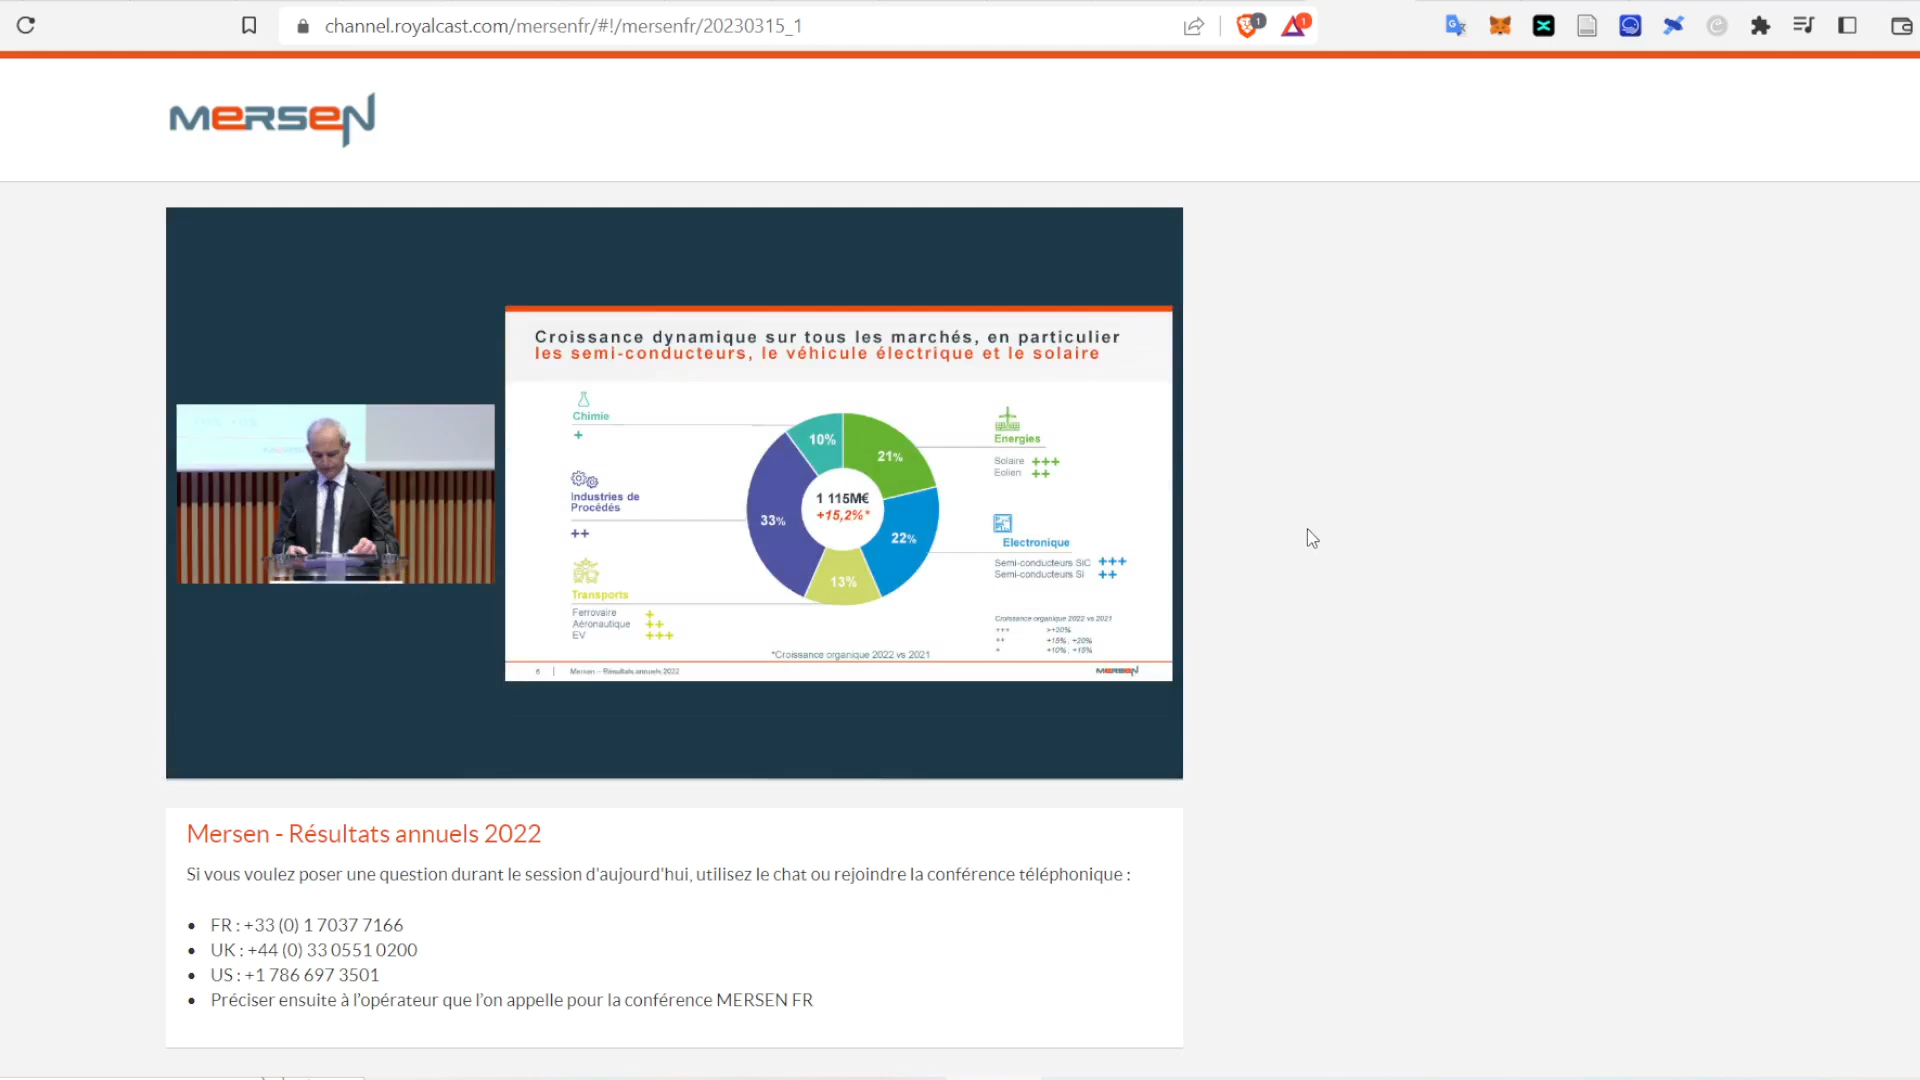 channel.royalcast.com/mersenfr/#!/mersenfr/20230315_1
1
1
MERSEN
Croissance dynamique sur tous les marchés, en particulier
les semi-conducteurs, le véhicule électrique et le solaire
Chimie
+
Industries de
Procédés
++
Transports
Ferrovaire +
Aéronautique ++
EV +++
10%
21%
33%
22%
13%
1 115M€
+15,2%*
Energies
Solaire +++
Eolien ++
Electronique
Semi-conducteurs SiC +++
Semi-conducteurs Si ++
Croissance organique 2022 vs 2021
+++ >+20%
++ +15%, +20%
+ +10%, +15%
*Croissance organique 2022 vs 2021
6 | Mersen – Résultats annuels 2022
MERSEN
Mersen - Résultats annuels 2022
Si vous voulez poser une question durant le session d'aujourd'hui, utilisez le chat ou rejoindre la conférence téléphonique :
• FR : +33 (0) 1 7037 7166
• UK : +44 (0) 33 0551 0200
• US : +1 786 697 3501
• Préciser ensuite à l'opérateur que l'on appelle pour la conférence MERSEN FR